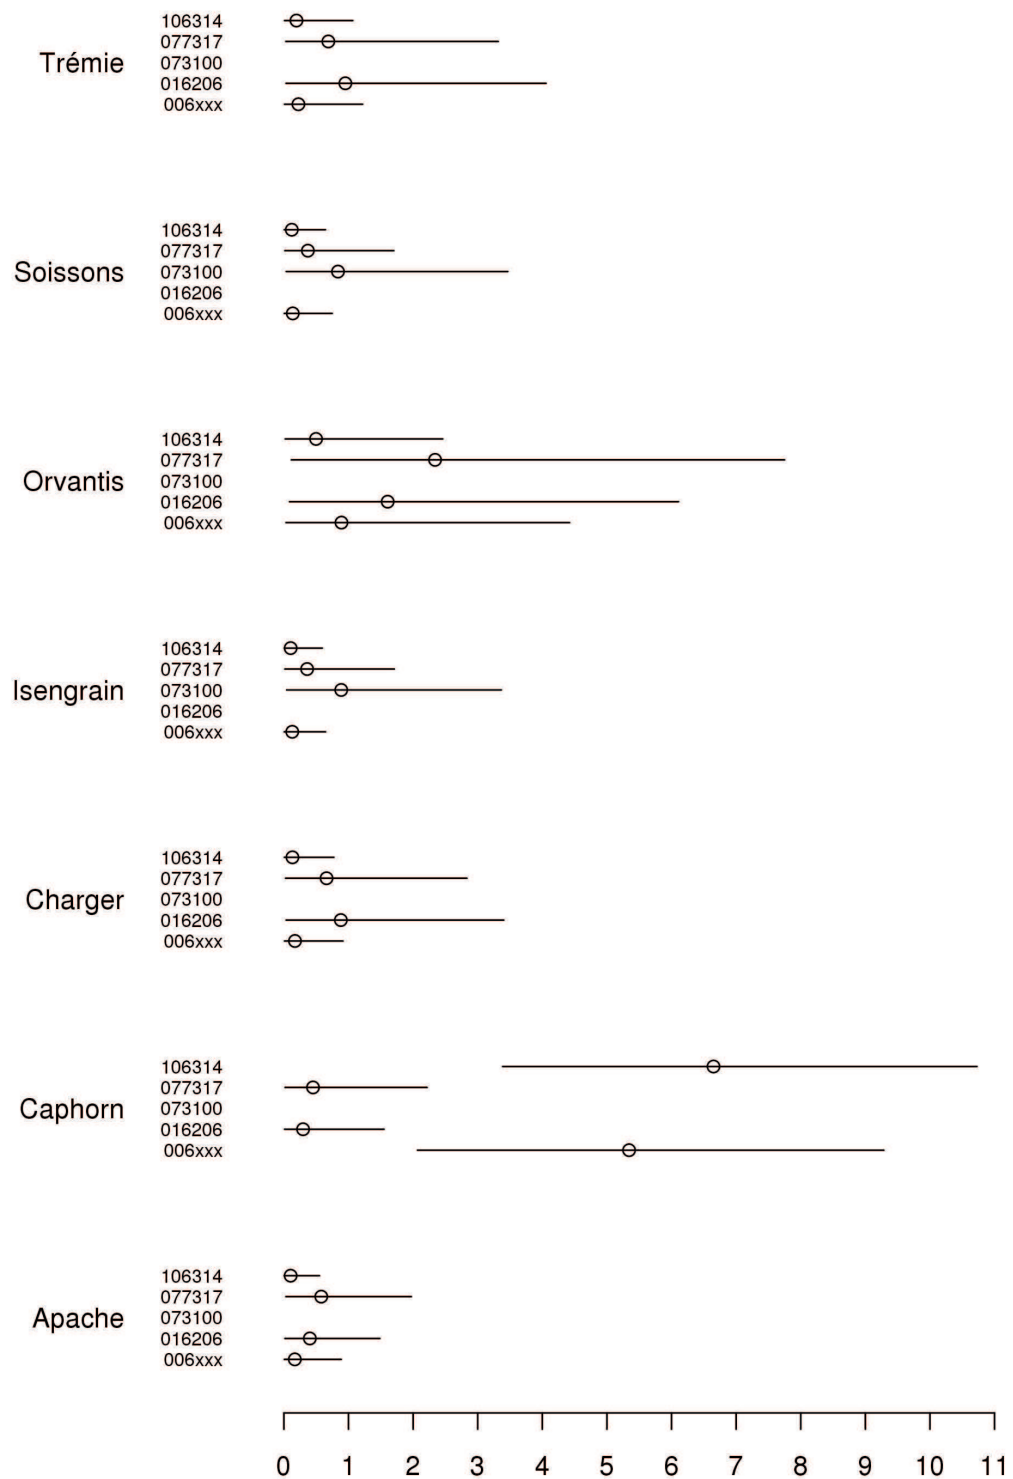 106314
077317
Trémie 073100
016206
006xxx
106314
077317
Soissons 073100
016206
006xxx
106314
077317
Orvantis 073100
016206
006xxx
106314
077317
Isengrain 073100
016206
006xxx
106314
077317
Charger 073100
016206
006xxx
106314
077317
Caphorn 073100
016206
006xxx
106314
077317
Apache 073100
016206
006xxx
0 1 2 3 4 5 6 7 8 9 10 11